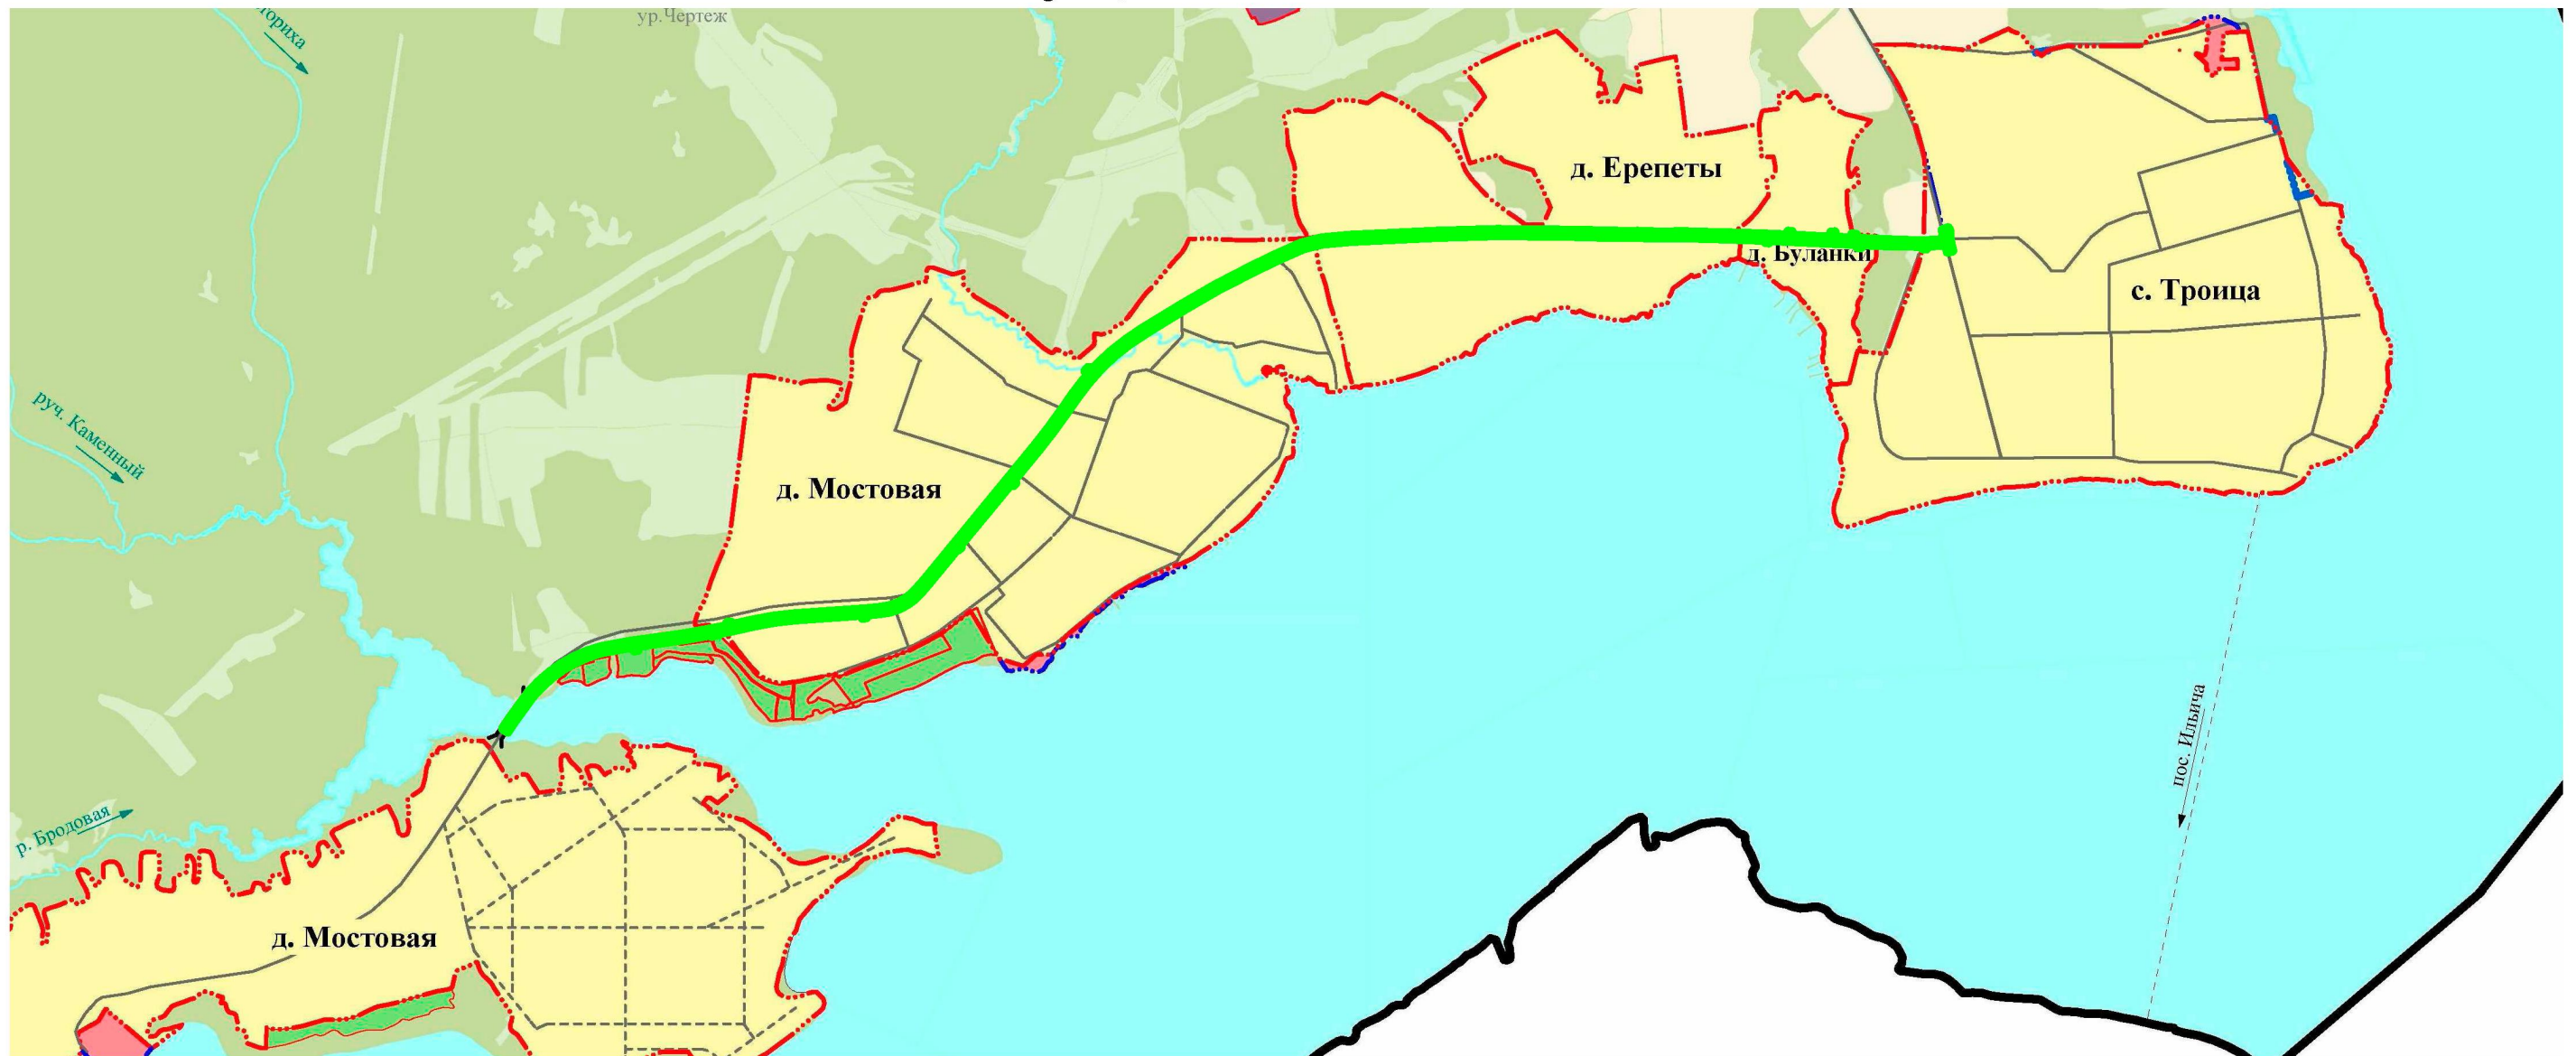 ур.Чертеж
д. Ерепеты
д. Буланки
с. Троица
руч. Каменный
д. Мостовая
пос. Ильича
р. Бродовая
д. Мостовая